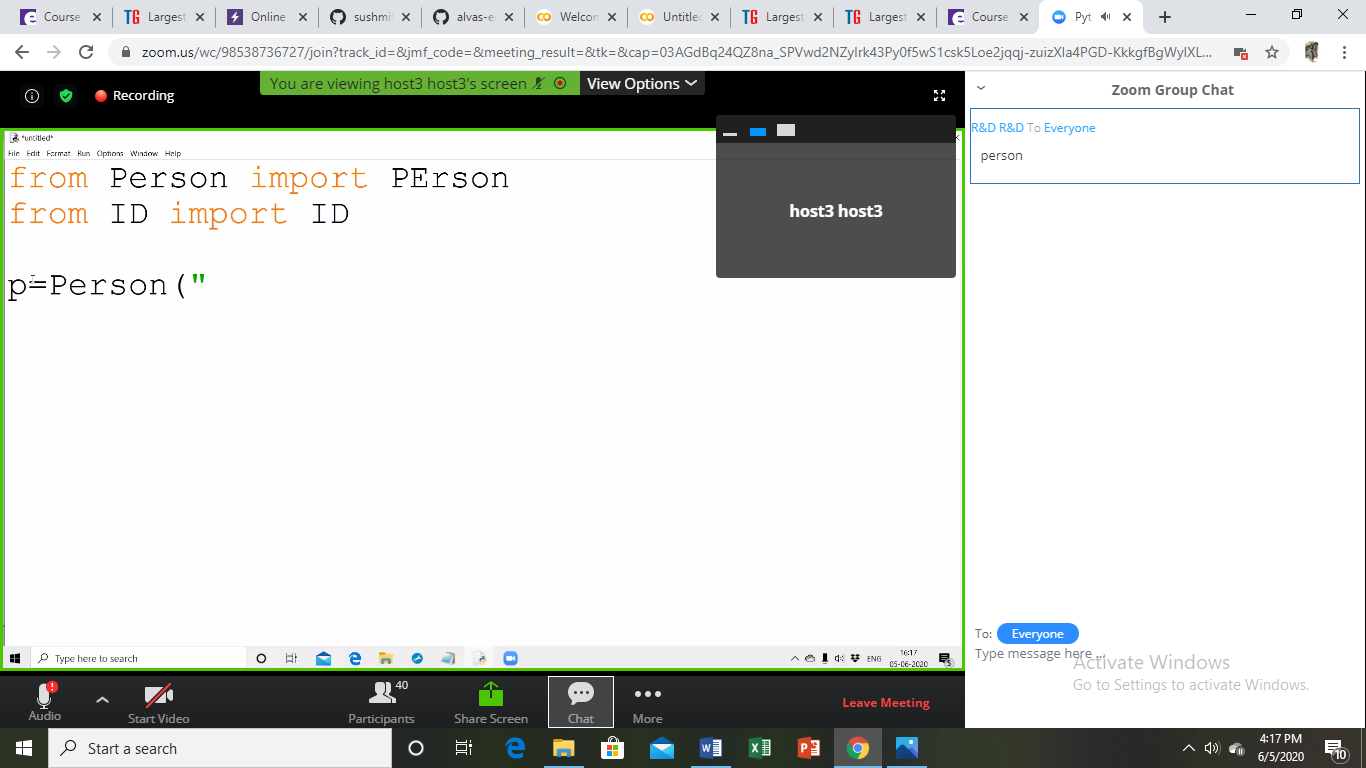 Course
Largest
Online
sushmi
alvas-e
Welcon
Untitle
Largest
Largest
Course
Pyt
zoom.us/wc/98538736727/join?track_id=&jmf_code=&meeting_result=&tk=&cap=03AGdBq24QZ8na_SPVwd2NZyIrk43Py0f5wS1csk5Loe2jqqj-zuizXla4PGD-KkkgfBgWylXL...
Recording
You are viewing host3 host3's screen
View Options
*untitled*
File Edit Format Run Options Window Help
from Person import PErson
from ID import ID
p=Person("
host3 host3
Zoom Group Chat
R&D R&D To Everyone
person
To: Everyone
Type message here ...
Activate Windows
Go to Settings to activate Windows.
Type here to search
ENG
16:17
05-06-2020
5
Audio
Start Video
Participants
40
Share Screen
Chat
More
Leave Meeting
Start a search
4:17 PM
6/5/2020
10